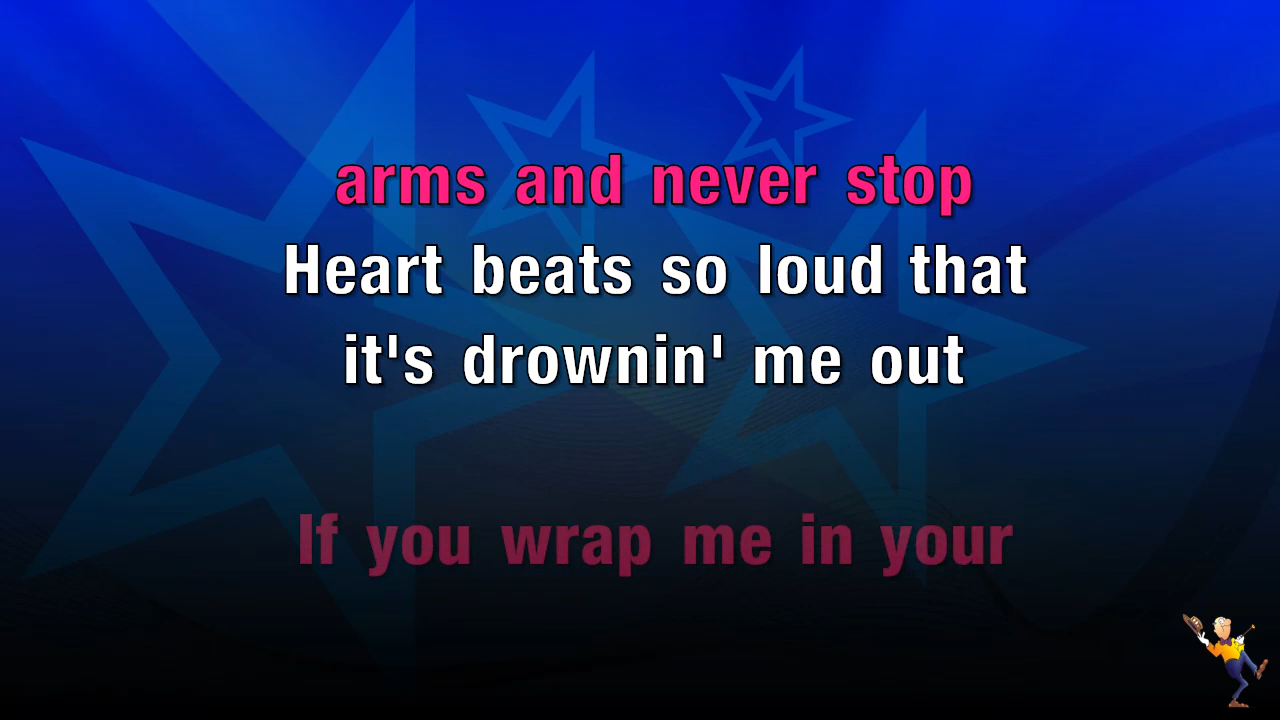 arms and never stop
Heart beats so loud that
it's drownin' me out
If you wrap me in your